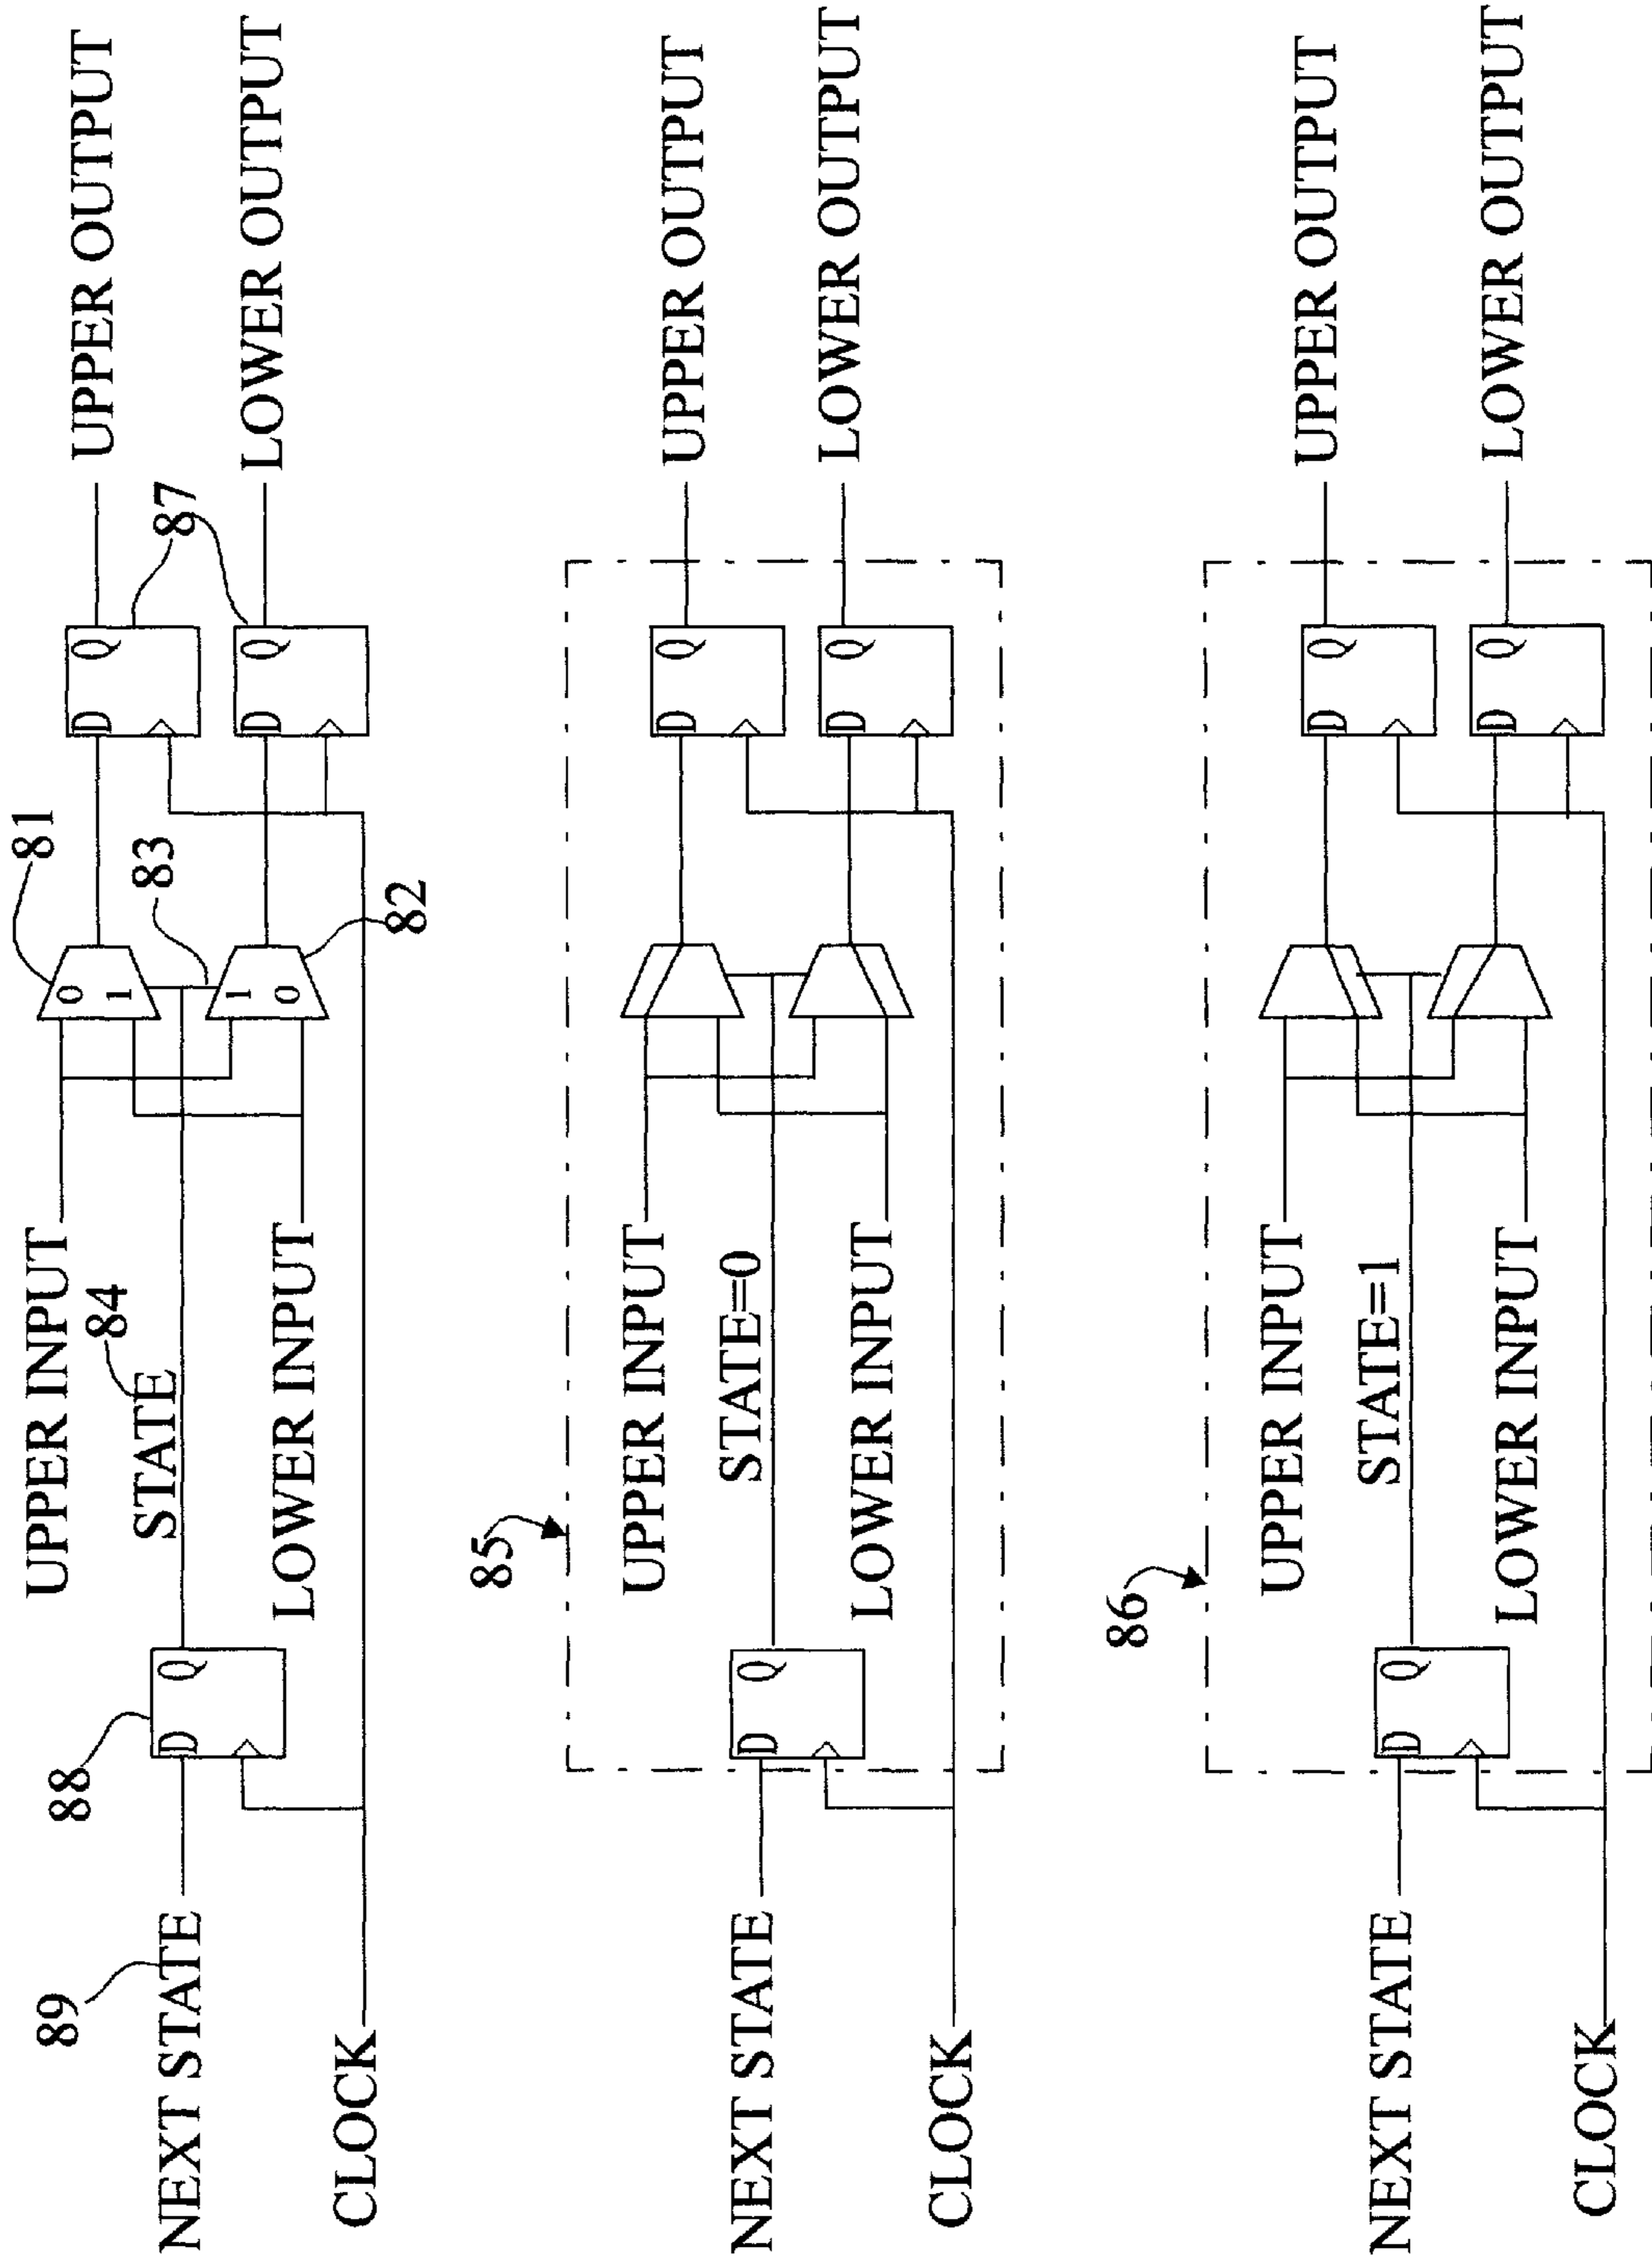 UPPER INPUT
81
0
1
D Q
UPPER OUTPUT
89
NEXT STATE
88
D Q
STATE
84
83
87
LOWER INPUT
1
0
82
D Q
LOWER OUTPUT
CLOCK
85
UPPER INPUT
D Q
UPPER OUTPUT
NEXT STATE
D Q
STATE=0
LOWER INPUT
D Q
LOWER OUTPUT
CLOCK
86
UPPER INPUT
D Q
UPPER OUTPUT
NEXT STATE
D Q
STATE=1
LOWER INPUT
D Q
LOWER OUTPUT
CLOCK